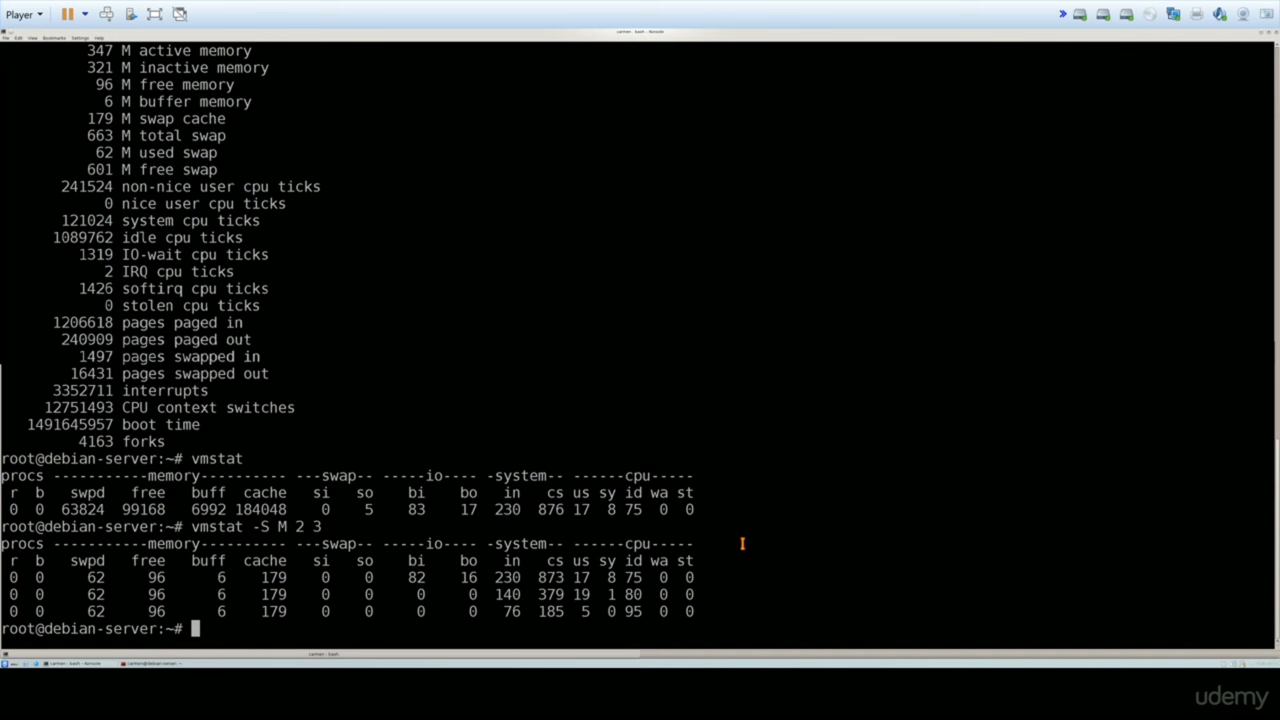 Player
carmen : bash – Konsole
File Edit View Bookmarks Settings Help
347 M active memory
321 M inactive memory
96 M free memory
6 M buffer memory
179 M swap cache
663 M total swap
62 M used swap
601 M free swap
241524 non-nice user cpu ticks
0 nice user cpu ticks
121024 system cpu ticks
1089762 idle cpu ticks
1319 IO-wait cpu ticks
2 IRQ cpu ticks
1426 softirq cpu ticks
0 stolen cpu ticks
1206618 pages paged in
240909 pages paged out
1497 pages swapped in
16431 pages swapped out
3352711 interrupts
12751493 CPU context switches
1491645957 boot time
4163 forks
root@debian-server:~# vmstat
procs -----------memory---------- ---swap-- -----io---- -system-- ------cpu-----
r b swpd free buff cache si so bi bo in cs us sy id wa st
0 0 63824 99168 6992 184048 0 5 83 17 230 876 17 8 75 0 0
root@debian-server:~# vmstat -S M 2 3
procs -----------memory---------- ---swap-- -----io---- -system-- ------cpu-----
r b swpd free buff cache si so bi bo in cs us sy id wa st
0 0 62 96 6 179 0 0 82 16 230 873 17 8 75 0 0
0 0 62 96 6 179 0 0 0 0 140 379 19 1 80 0 0
0 0 62 96 6 179 0 0 0 0 76 185 5 0 95 0 0
root@debian-server:~#
carmen : bash
udemy